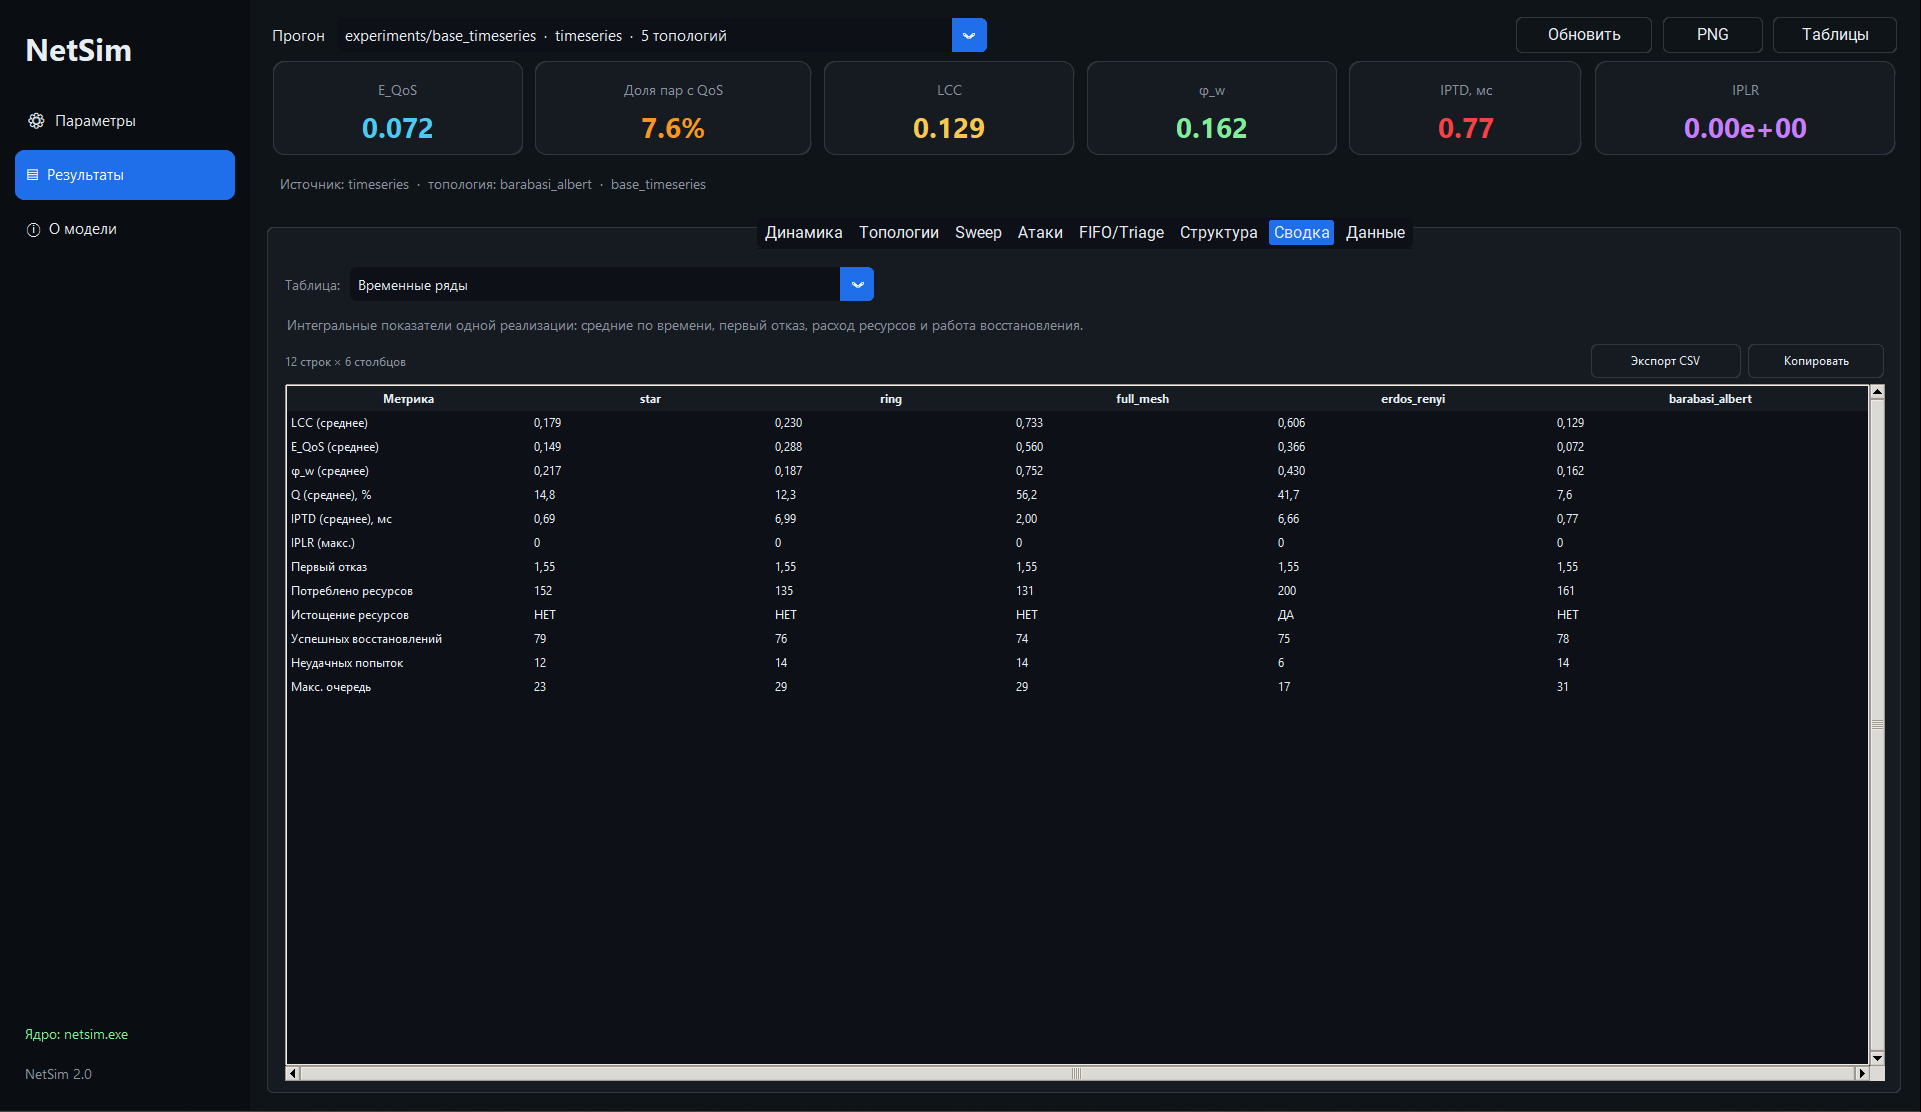 NetSim
Параметры
Результаты
О модели
Ядро: netsim.exe
NetSim 2.0
Прогон experiments/base_timeseries · timeseries · 5 топологий
Обновить PNG Таблицы
E_QoS Доля пар с QoS LCC φ_w IPTD, мс IPLR
0.072 7.6% 0.129 0.162 0.77 0.00e+00
Источник: timeseries · топология: barabasi_albert · base_timeseries
Динамика Топологии Sweep Атаки FIFO/Triage Структура Сводка Данные
Таблица: Временные ряды
Интегральные показатели одной реализации: средние по времени, первый отказ, расход ресурсов и работа восстановления.
12 строк × 6 столбцов Экспорт CSV Копировать
Метрика star ring full_mesh erdos_renyi barabasi_albert
LCC (среднее) 0,179 0,230 0,733 0,606 0,129
E_QoS (среднее) 0,149 0,288 0,560 0,366 0,072
φ_w (среднее) 0,217 0,187 0,752 0,430 0,162
Q (среднее), % 14,8 12,3 56,2 41,7 7,6
IPTD (среднее), мс 0,69 6,99 2,00 6,66 0,77
IPLR (макс.) 0 0 0 0 0
Первый отказ 1,55 1,55 1,55 1,55 1,55
Потреблено ресурсов 152 135 131 200 161
Истощение ресурсов НЕТ НЕТ НЕТ ДА НЕТ
Успешных восстановлений 79 76 74 75 78
Неудачных попыток 12 14 14 6 14
Макс. очередь 23 29 29 17 31